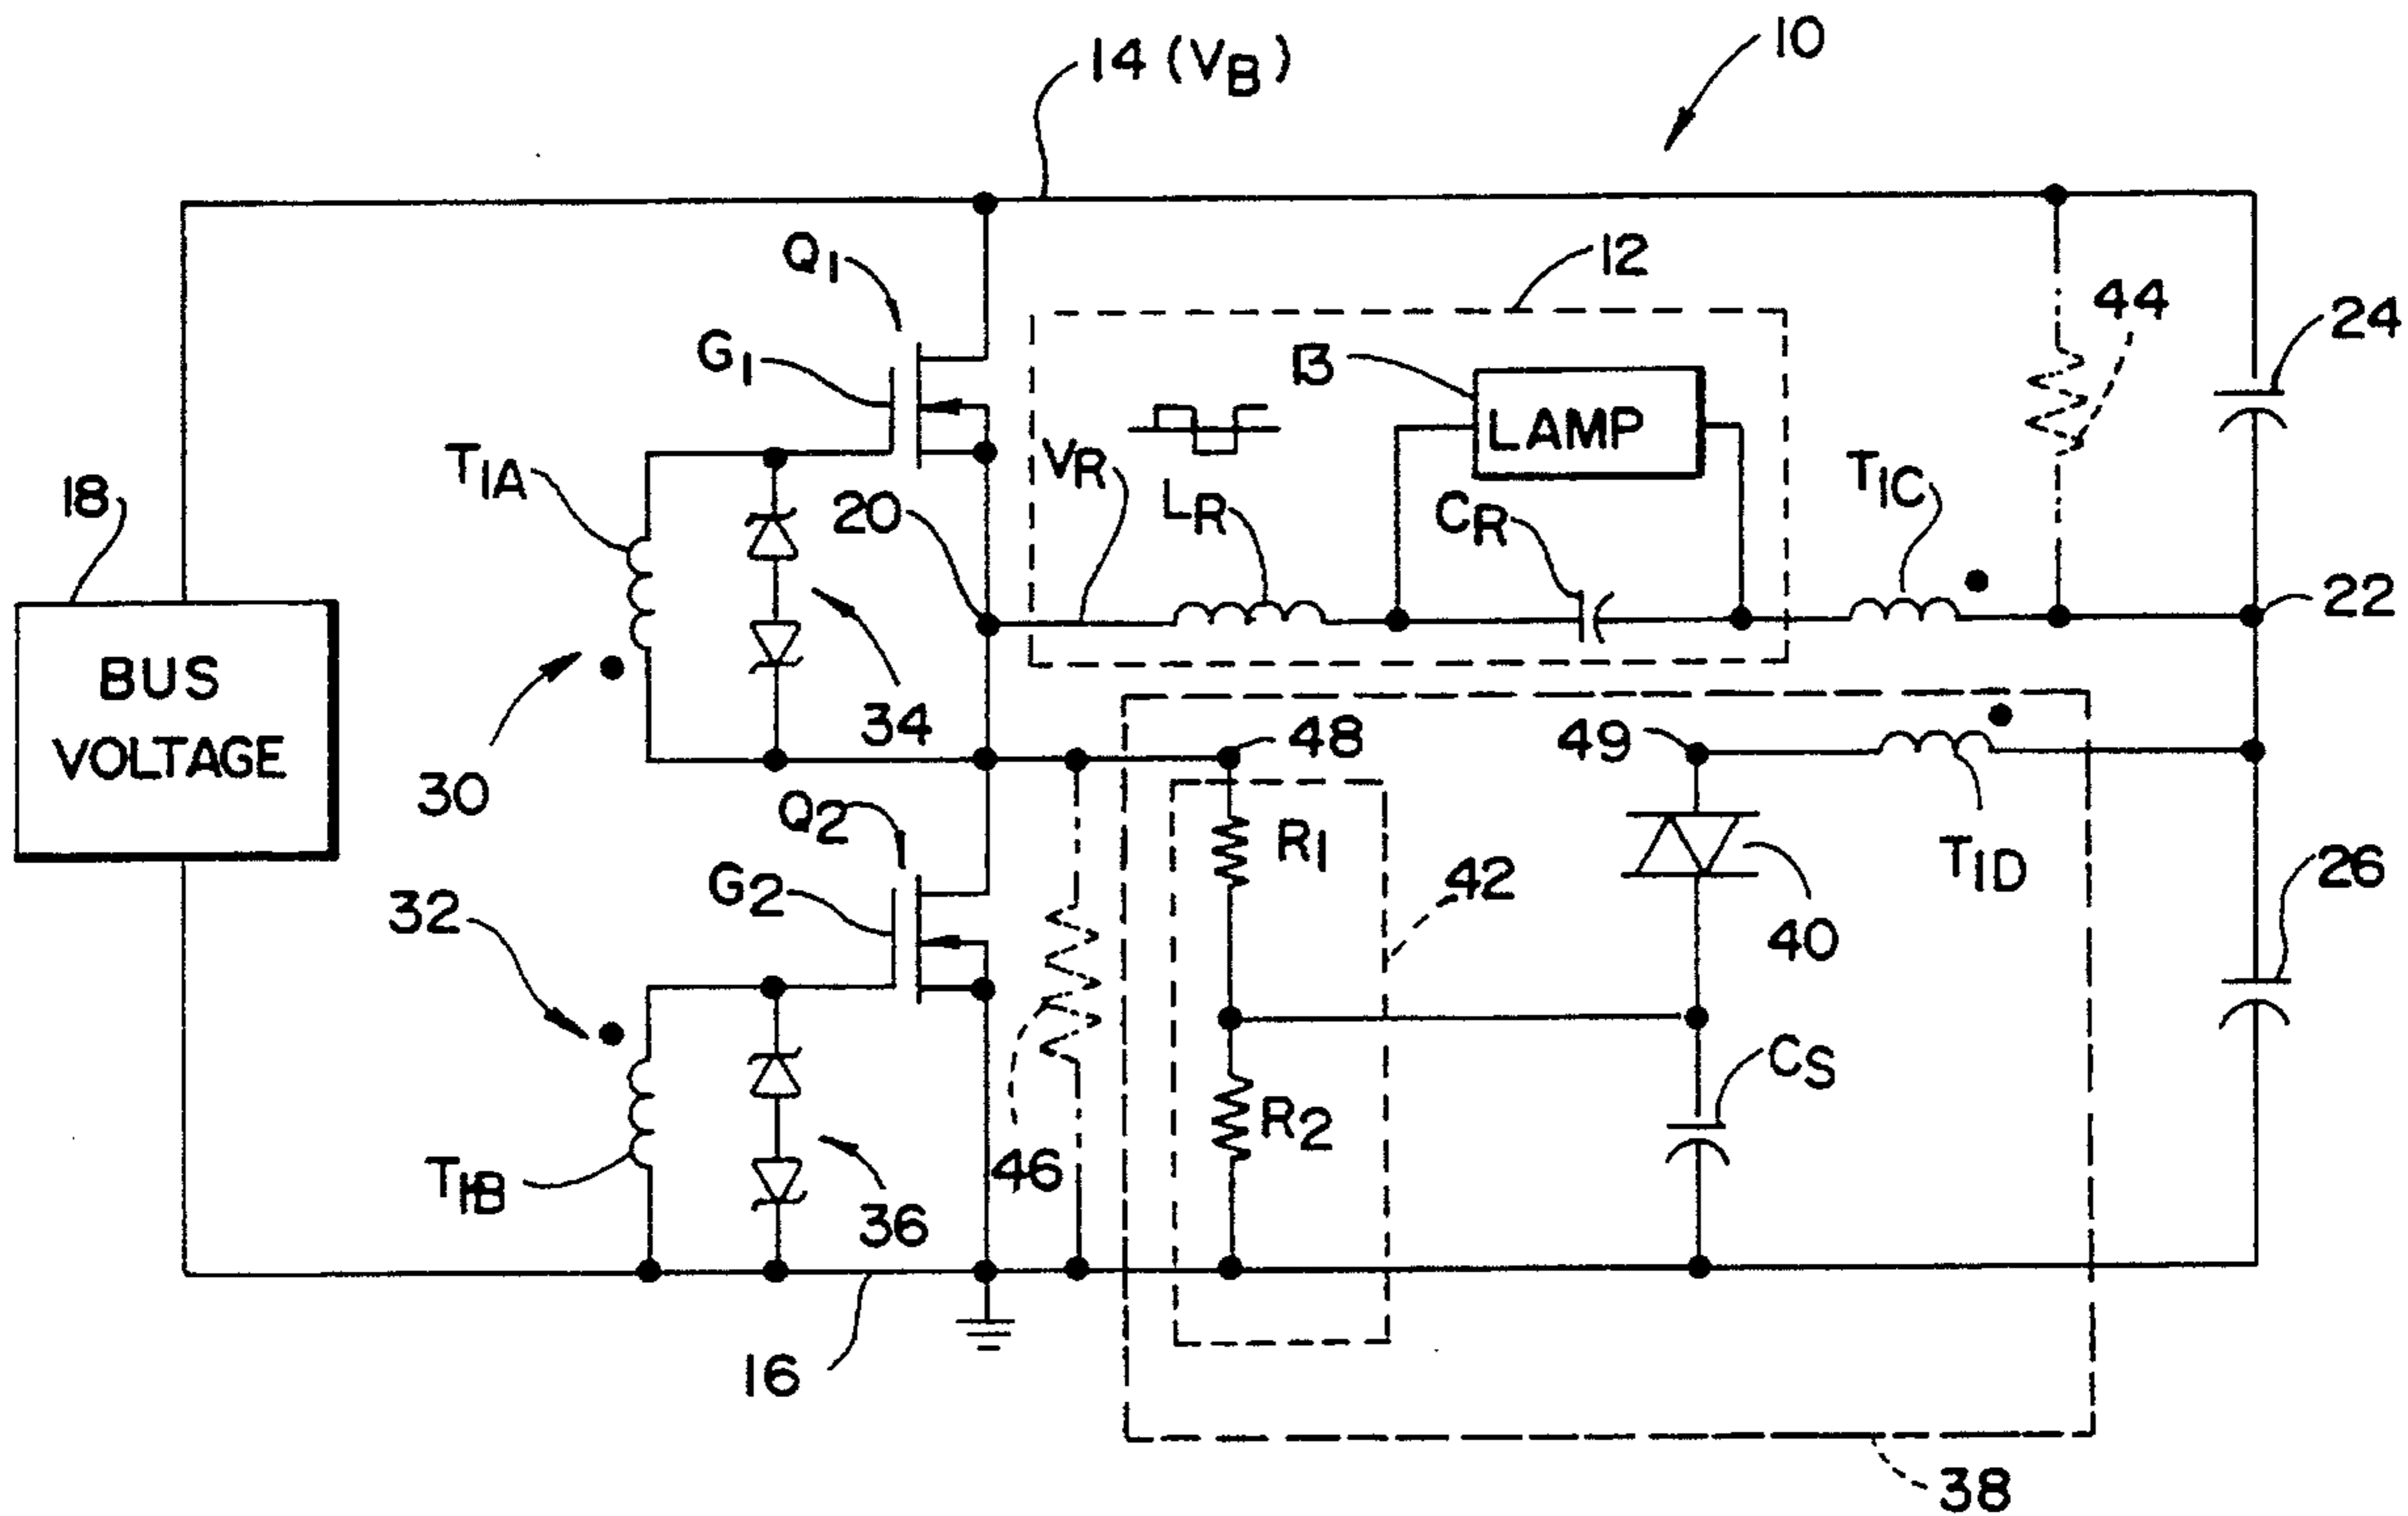 10
14 (VB)
Q1
12
44
24
G1
13
LAMP
T1A
VR
LR
CR
T1C
18
20
22
BUS
VOLTAGE
30
34
48
49
Q2
R1
T1D
G2
42
40
26
32
CS
R2
T1B
46
36
16
38